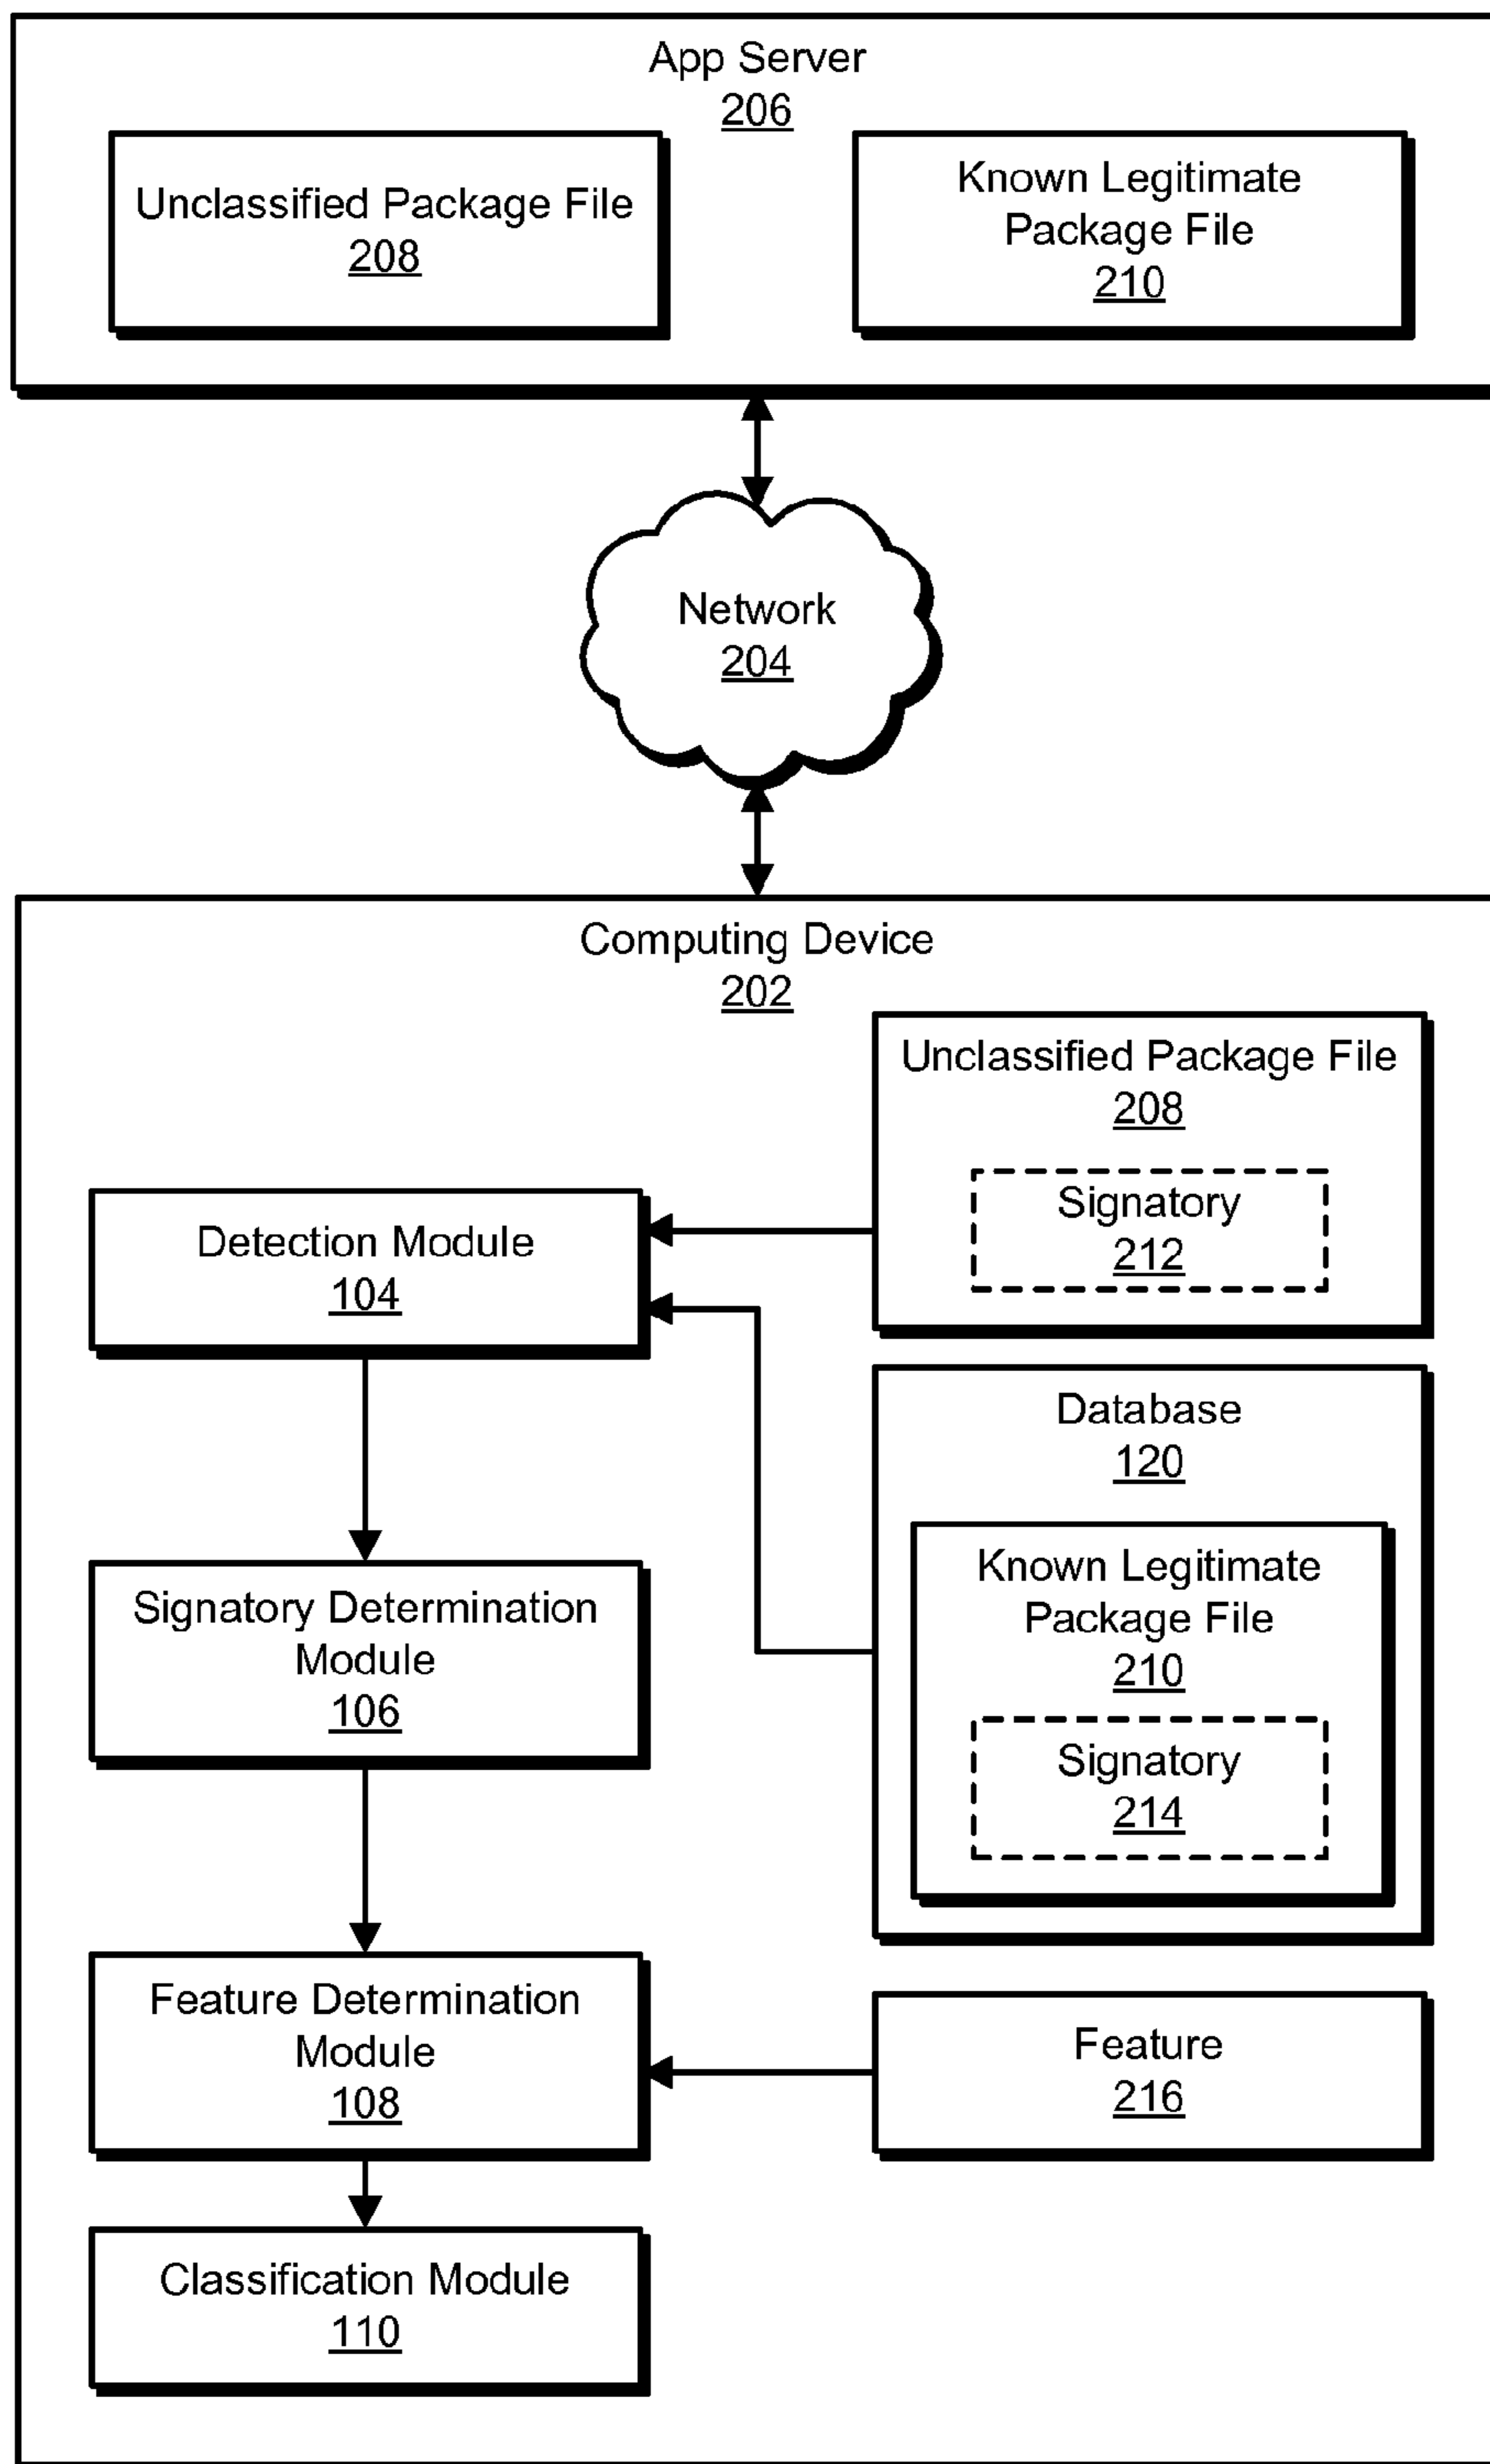 App Server
206
Unclassified Package File
208
Known Legitimate
Package File
210
Network
204
Computing Device
202
Unclassified Package File
208
Signatory
212
Detection Module
104
Database
120
Known Legitimate
Package File
210
Signatory
214
Signatory Determination
Module
106
Feature Determination
Module
108
Feature
216
Classification Module
110